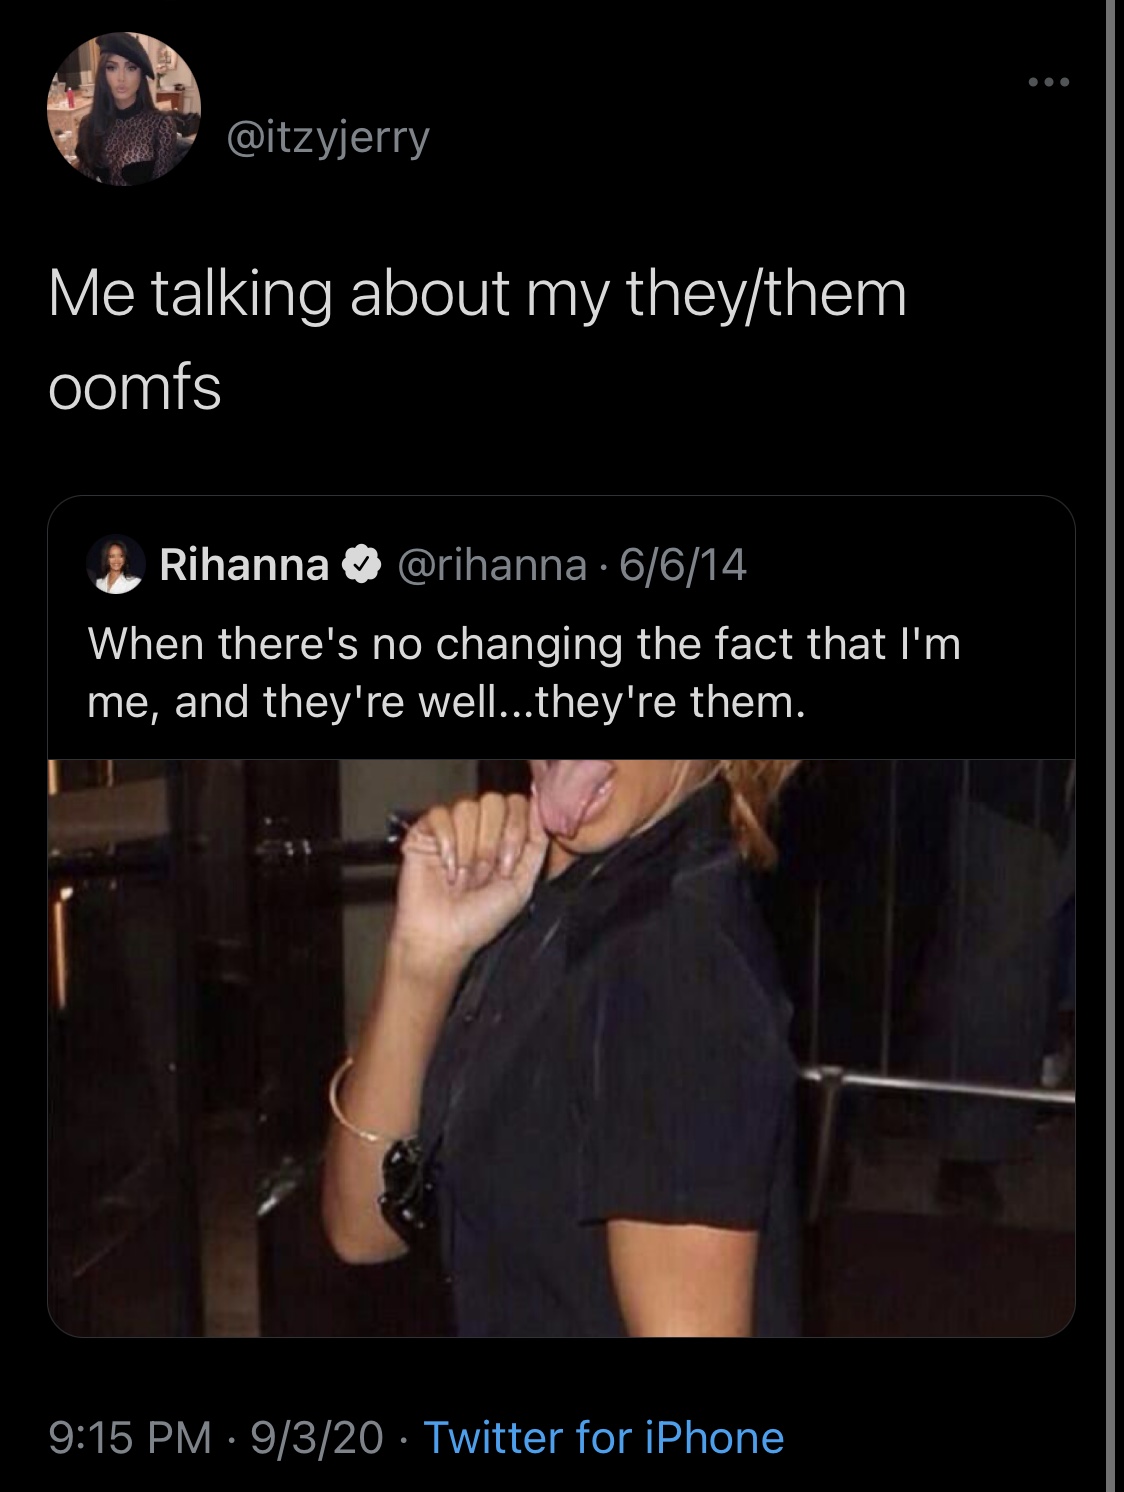 @itzyjerry
Me talking about my they/them
oomfs
Rihanna @rihanna · 6/6/14
When there's no changing the fact that I'm
me, and they're well...they're them.
9:15 PM · 9/3/20 · Twitter for iPhone